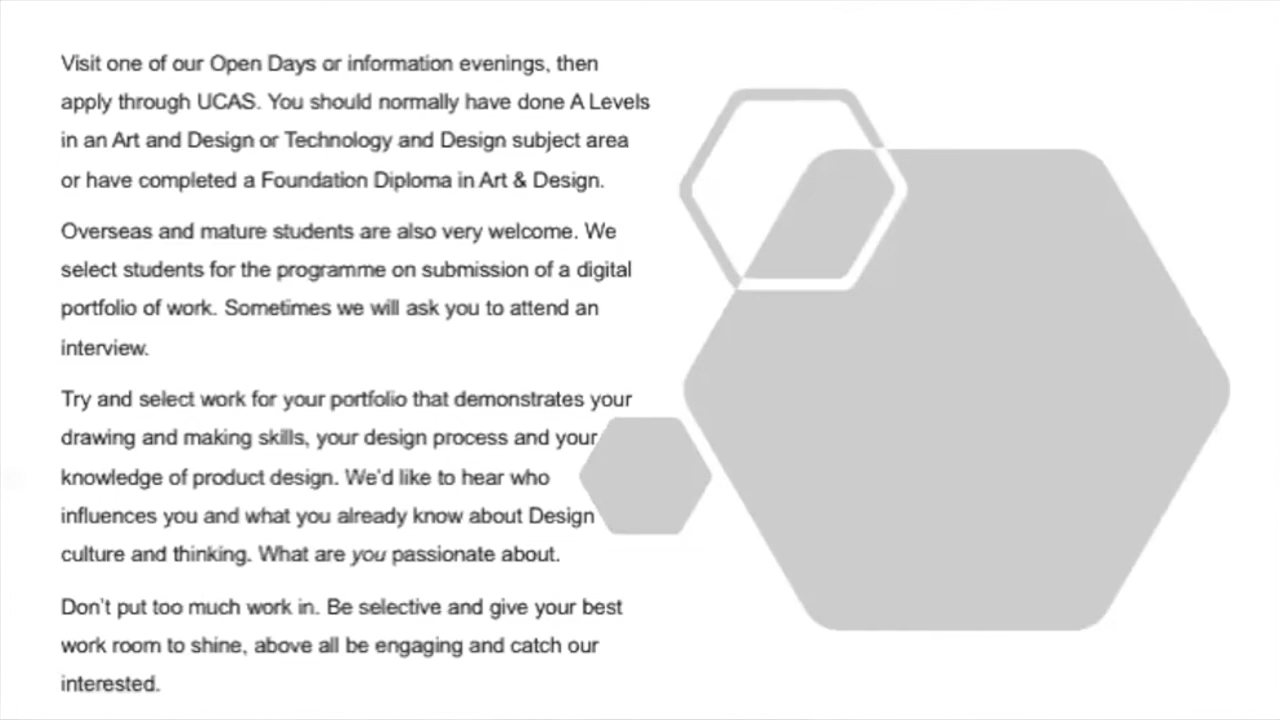 Visit one of our Open Days or information evenings, then
apply through UCAS. You should normally have done A Levels
in an Art and Design or Technology and Design subject area
or have completed a Foundation Diploma in Art & Design.
Overseas and mature students are also very welcome. We
select students for the programme on submission of a digital
portfolio of work. Sometimes we will ask you to attend an
interview.
Try and select work for your portfolio that demonstrates your
drawing and making skills, your design process and your
knowledge of product design. We'd like to hear who
influences you and what you already know about Design
culture and thinking. What are you passionate about.
Don't put too much work in. Be selective and give your best
work room to shine, above all be engaging and catch our
interested.